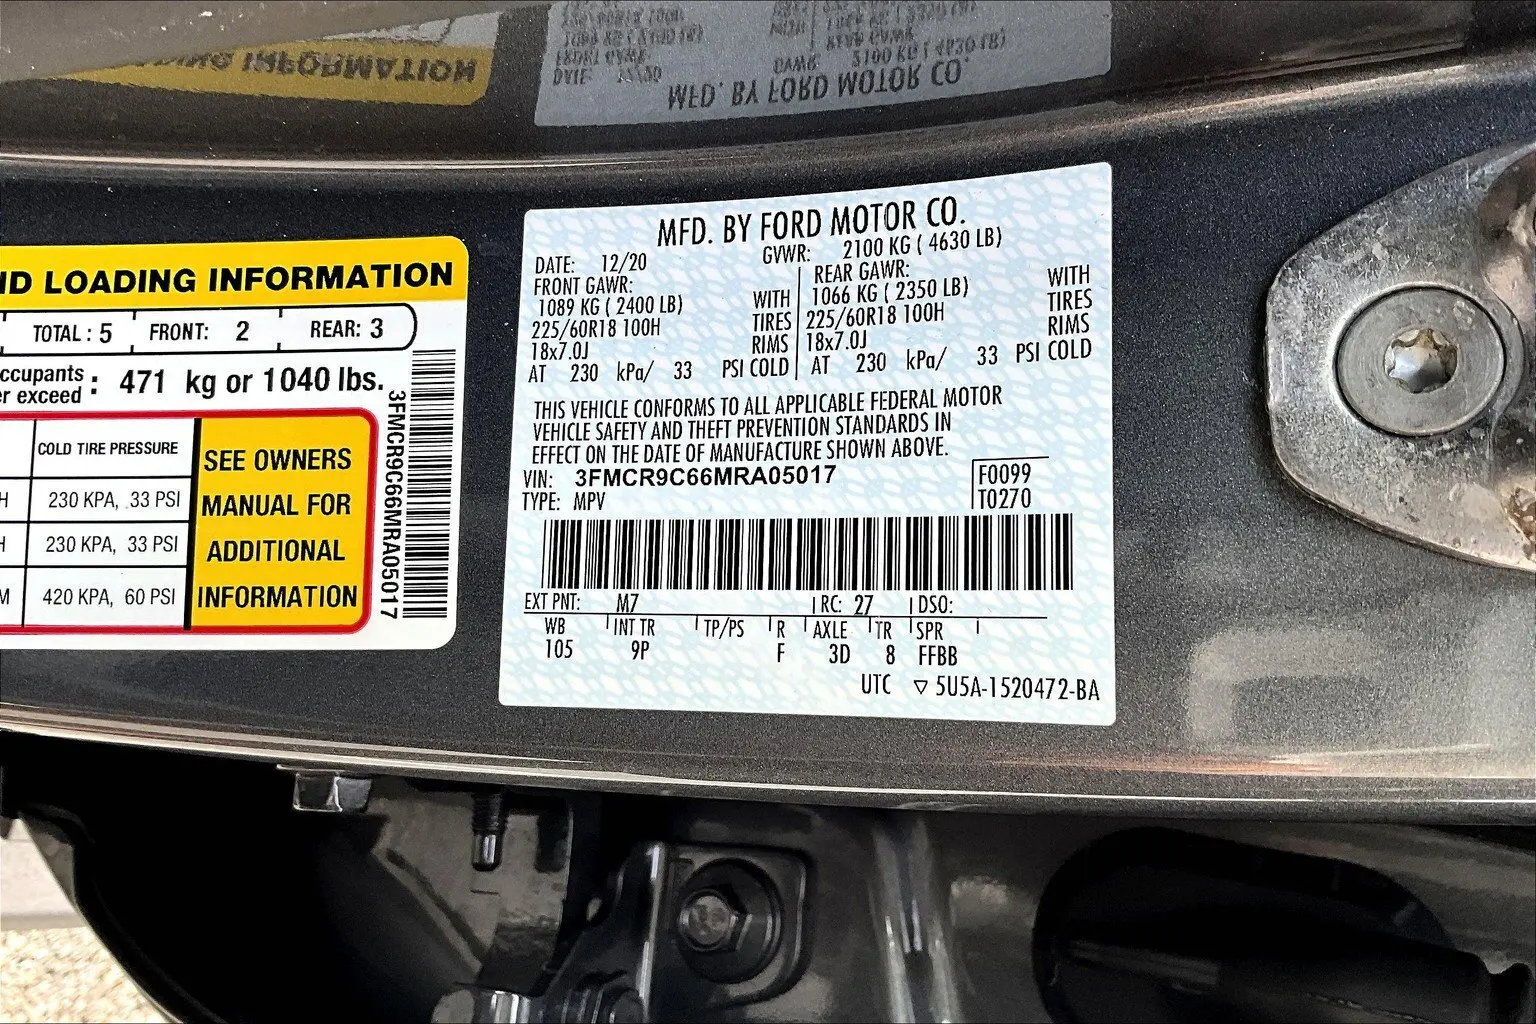 ND LOADING INFORMATION
TOTAL : 5 FRONT: 2 REAR: 3
ccupants
er exceed : 471 kg or 1040 lbs.
COLD TIRE PRESSURE
H 230 KPA, 33 PSI
H 230 KPA, 33 PSI
M 420 KPA, 60 PSI
SEE OWNERS
MANUAL FOR
ADDITIONAL
INFORMATION
3FMCR9C66MRA05017
MFD. BY FORD MOTOR CO.
DATE: 12/20 GVWR: 2100 KG ( 4630 LB)
FRONT GAWR: REAR GAWR:
1089 KG ( 2400 LB) WITH 1066 KG ( 2350 LB) WITH
225/60R18 100H TIRES 225/60R18 100H TIRES
18x7.0J RIMS 18x7.0J RIMS
AT 230 kPa/ 33 PSI COLD AT 230 kPa/ 33 PSI COLD
THIS VEHICLE CONFORMS TO ALL APPLICABLE FEDERAL MOTOR
VEHICLE SAFETY AND THEFT PREVENTION STANDARDS IN
EFFECT ON THE DATE OF MANUFACTURE SHOWN ABOVE.
VIN: 3FMCR9C66MRA05017 F0099
TYPE: MPV T0270
EXT PNT: M7 RC: 27 DSO:
WB INT TR TP/PS R AXLE TR SPR
105 9P F 3D 8 FFBB
UTC ▽ 5U5A-1520472-BA